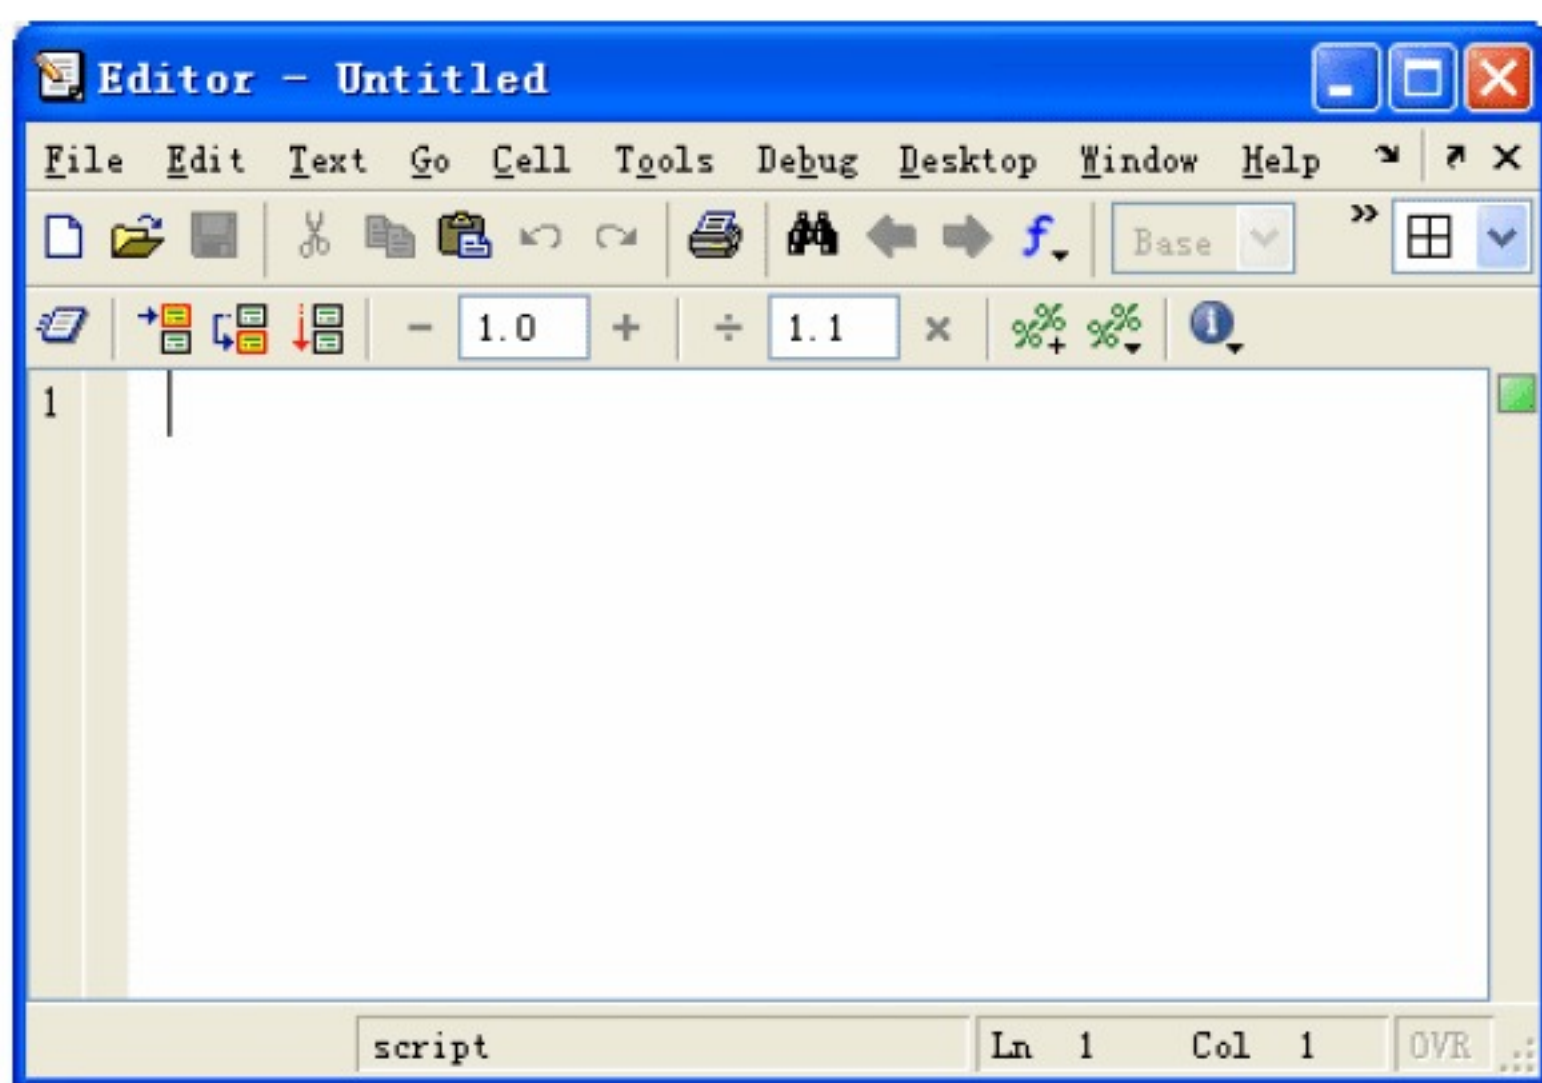 Editor - Untitled
File Edit Text Go Cell Tools Debug Desktop Window Help
Base
1.0 1.1
1
script Ln 1 Col 1 OVR